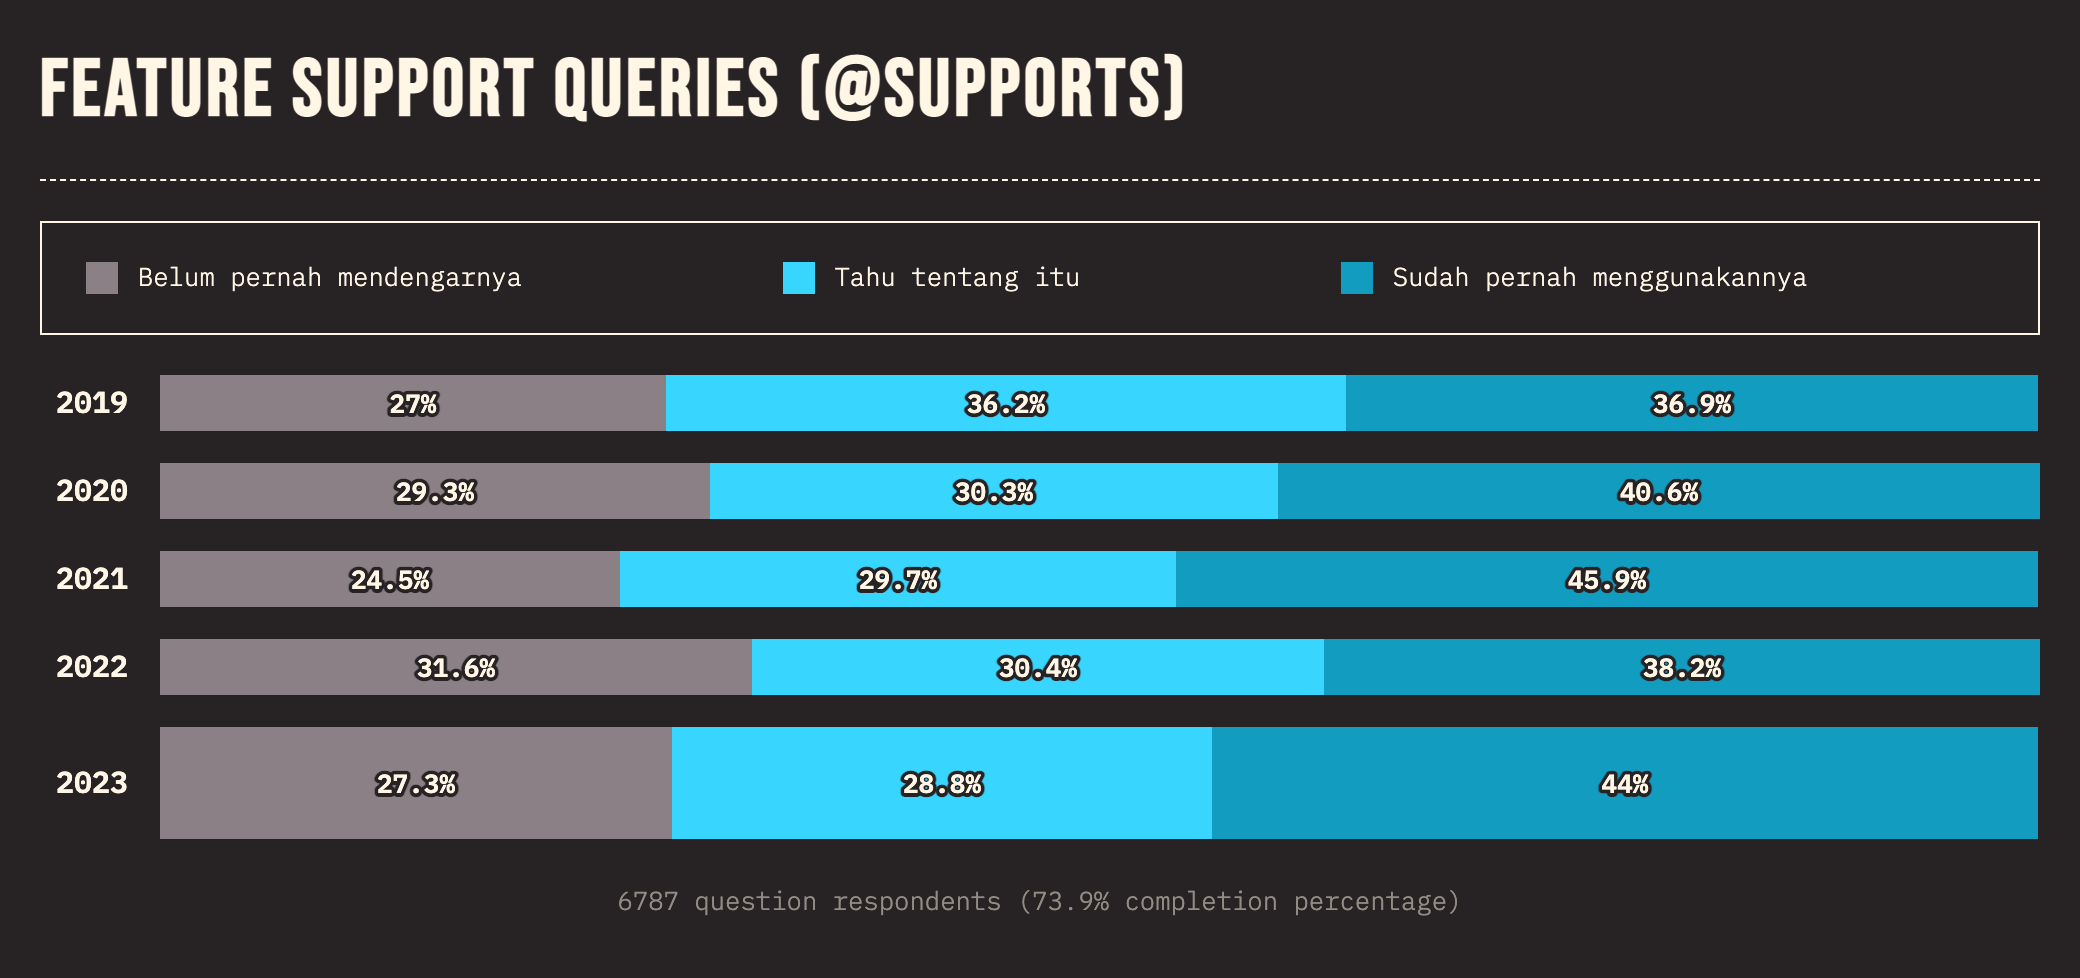 FEATURE SUPPORT QUERIES (@SUPPORTS)
Belum pernah mendengarnya Tahu tentang itu Sudah pernah menggunakannya
2019 27% 36.2% 36.9%
2020 29.3% 30.3% 40.6%
2021 24.5% 29.7% 45.9%
2022 31.6% 30.4% 38.2%
2023 27.3% 28.8% 44%
6787 question respondents (73.9% completion percentage)